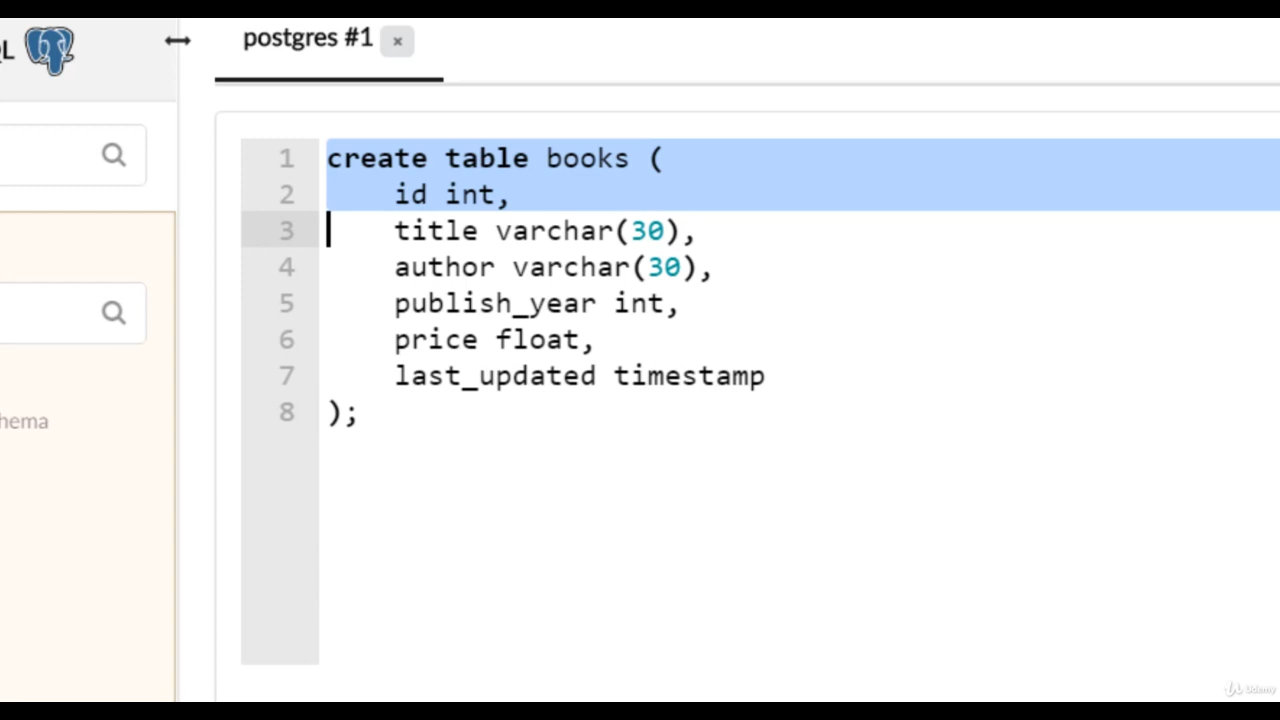 L
postgres #1 ×
1 create table books (
2     id int,
3     title varchar(30),
4     author varchar(30),
5     publish_year int,
6     price float,
7     last_updated timestamp
8 );
hema
Udemy